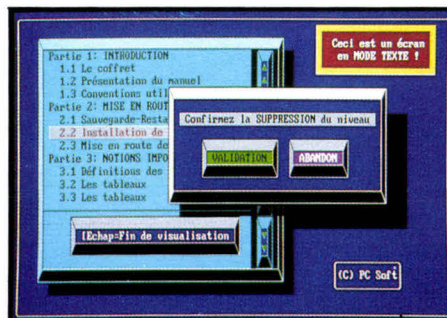 Ceci est un écran
en MODE TEXTE !
Partie 1: INTRODUCTION
1.1 Le coffret
1.2 Présentation du manuel
1.3 Conventions util
Partie 2: MISE EN ROUT
2.1 Sauvegarde-Resta
2.2 Installation de
2.3 Mise en route de
Partie 3: NOTIONS IMPO
3.1 Définitions des
3.2 Les tableaux
3.3 Les tableaux
Confirmez la SUPPRESSION du niveau
VALIDATION
ABANDON
[Echap=Fin de visualisation
(C) PC Soft